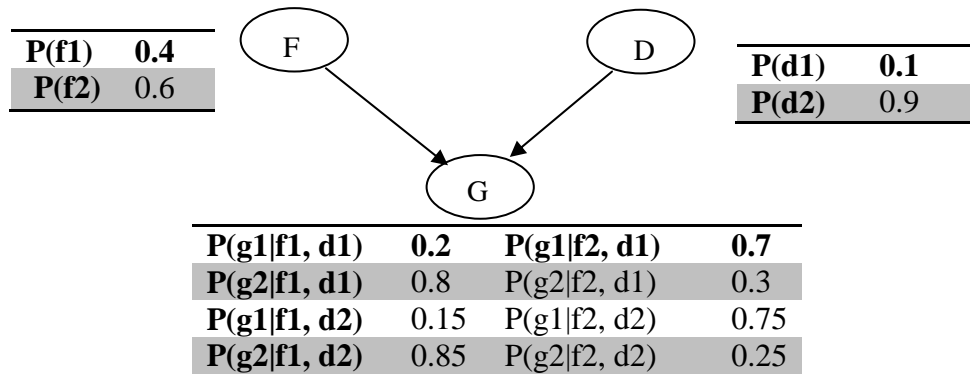 F
D
P(f1) 0.4
P(f2) 0.6
P(d1) 0.1
P(d2) 0.9
G
P(g1|f1, d1) 0.2 P(g1|f2, d1) 0.7
P(g2|f1, d1) 0.8 P(g2|f2, d1) 0.3
P(g1|f1, d2) 0.15 P(g1|f2, d2) 0.75
P(g2|f1, d2) 0.85 P(g2|f2, d2) 0.25